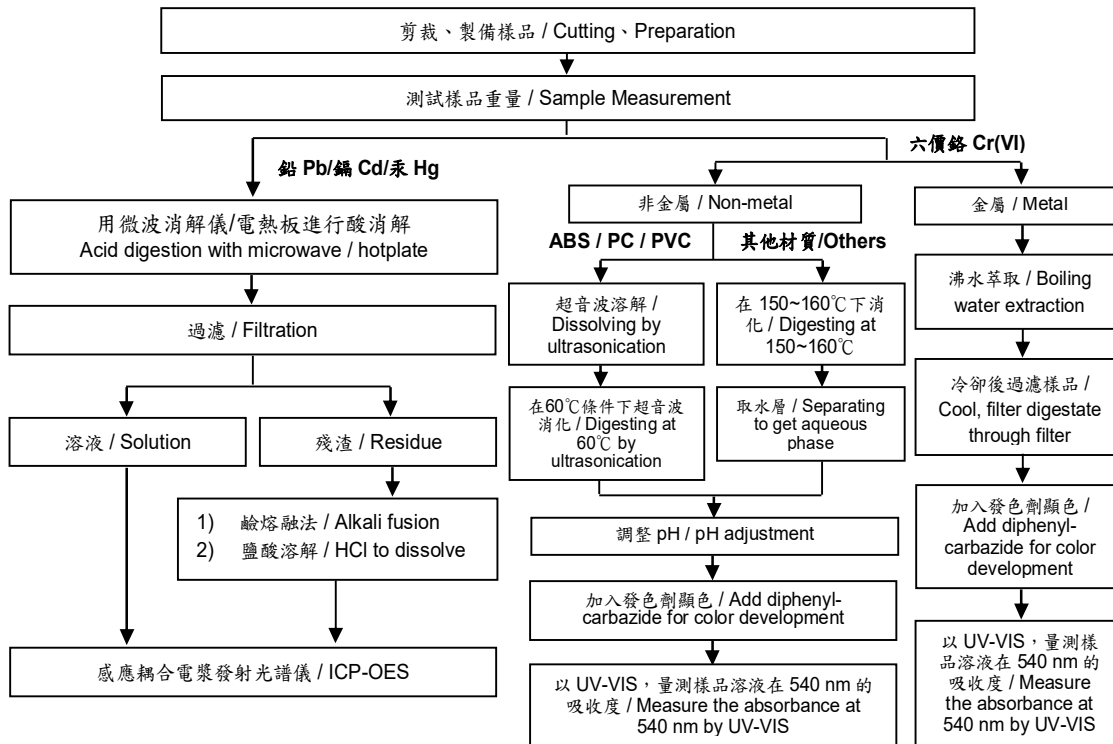 剪裁、製備樣品 / Cutting、Preparation
測試樣品重量 / Sample Measurement
鉛 Pb/鎘 Cd/汞 Hg
用微波消解儀/電熱板進行酸消解
Acid digestion with microwave / hotplate
過濾 / Filtration
溶液 / Solution
殘渣 / Residue
1) 鹼熔融法 / Alkali fusion
2) 鹽酸溶解 / HCl to dissolve
感應耦合電漿發射光譜儀 / ICP-OES
六價鉻 Cr(VI)
非金屬 / Non-metal
ABS / PC / PVC
超音波溶解 /
Dissolving by
ultrasonication
在60℃條件下超音波
消化 / Digesting at
60℃ by
ultrasonication
其他材質/Others
在 150~160℃下消
化 / Digesting at
150~160℃
取水層 / Separating
to get aqueous
phase
調整 pH / pH adjustment
加入發色劑顯色 / Add diphenyl-
carbazide for color development
以 UV-VIS，量測樣品溶液在 540 nm 的
吸收度 / Measure the absorbance at
540 nm by UV-VIS
金屬 / Metal
沸水萃取 / Boiling
water extraction
冷卻後過濾樣品 /
Cool, filter digestate
through filter
加入發色劑顯色 /
Add diphenyl-
carbazide for color
development
以 UV-VIS，量測樣
品溶液在 540 nm 的
吸收度 / Measure
the absorbance at
540 nm by UV-VIS